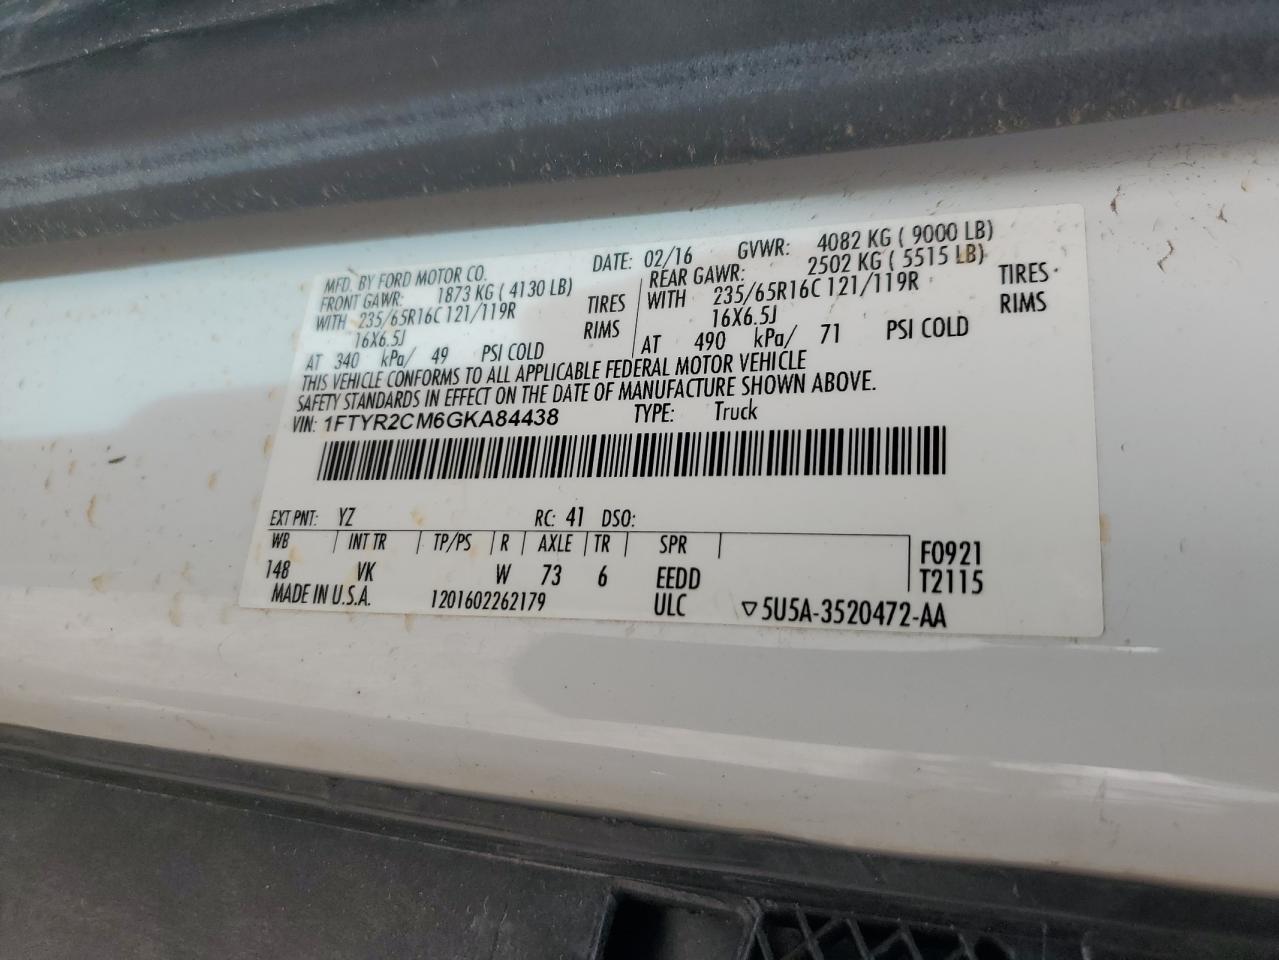 MFD. BY FORD MOTOR CO.
DATE: 02/16 GVWR: 4082 KG ( 9000 LB)
FRONT GAWR: 1873 KG ( 4130 LB)
WITH 235/65R16C 121/119R TIRES
16X6.5J RIMS
AT 340 kPa/ 49 PSI COLD
REAR GAWR: 2502 KG ( 5515 LB)
WITH 235/65R16C 121/119R TIRES
16X6.5J RIMS
AT 490 kPa/ 71 PSI COLD
THIS VEHICLE CONFORMS TO ALL APPLICABLE FEDERAL MOTOR VEHICLE
SAFETY STANDARDS IN EFFECT ON THE DATE OF MANUFACTURE SHOWN ABOVE.
VIN: 1FTYR2CM6GKA84438 TYPE: Truck
EXT PNT: YZ RC: 41 DSO:
WB INT TR TP/PS R AXLE TR SPR
148 VK W 73 6 EEDD
F0921
T2115
MADE IN U.S.A. 1201602262179 ULC ▽5U5A-3520472-AA